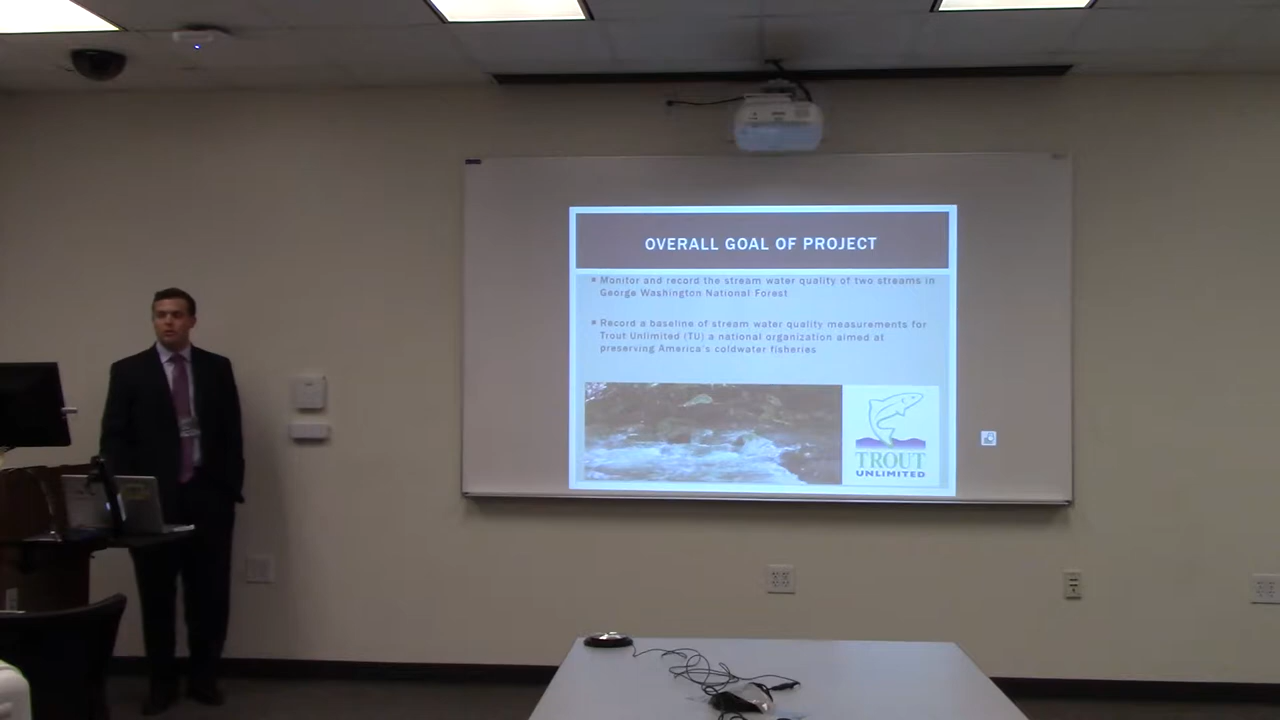 OVERALL GOAL OF PROJECT
Monitor and record the stream water quality of two streams in
George Washington National Forest
Record a baseline of stream water quality measurements for
Trout Unlimited (TU) a national organization aimed at
preserving America's coldwater fisheries
TROUT
UNLIMITED